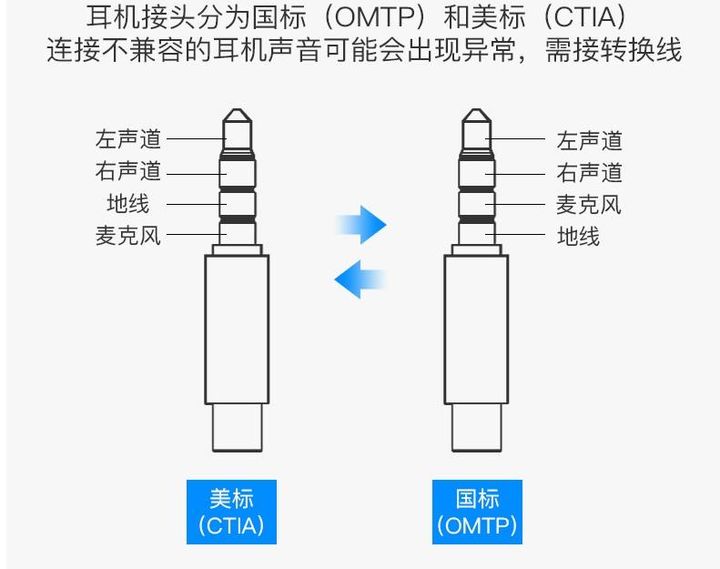 耳机接头分为国标（OMTP）和美标（CTIA）
连接不兼容的耳机声音可能会出现异常，需接转换线
左声道
右声道
地线
麦克风
左声道
右声道
麦克风
地线
美标
(CTIA)
国标
(OMTP)